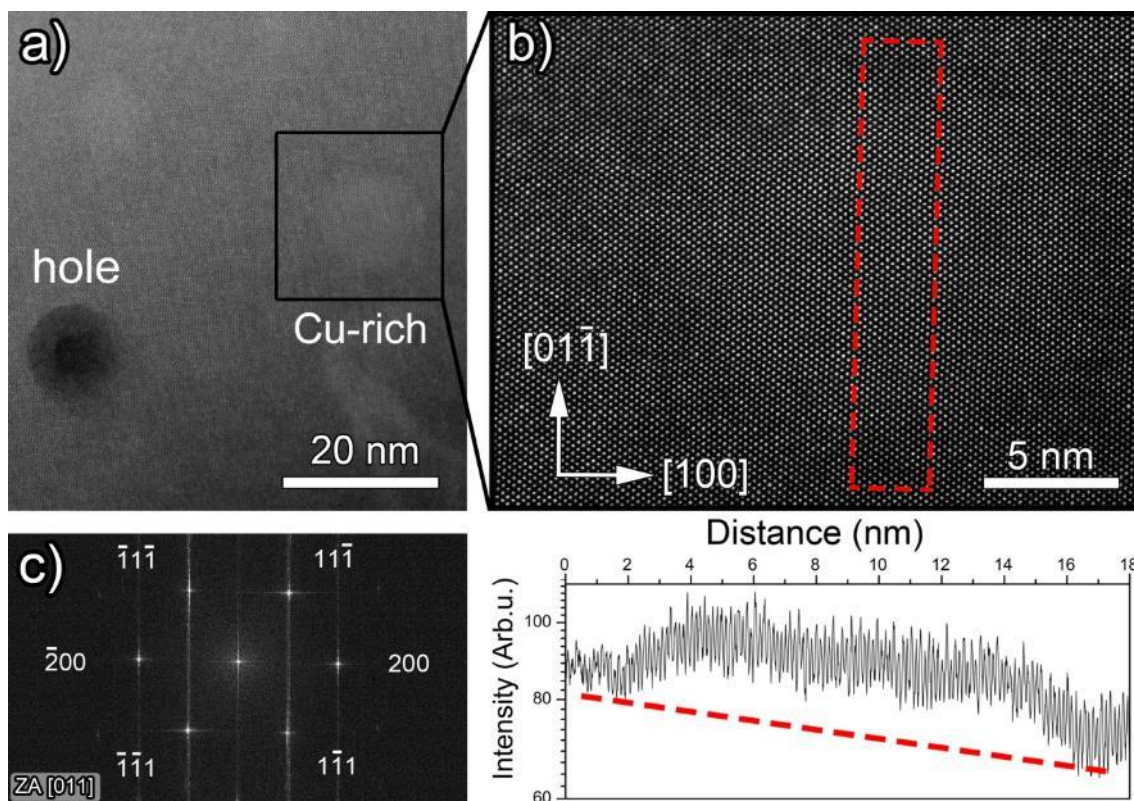 a)
hole
Cu-rich
20 nm
b)
[011̅]
[100]
5 nm
c)
1̅11̅
111̅
2̅00
200
1̅1̅1
11̅1
ZA [011]
Distance (nm)
0 2 4 6 8 10 12 14 16 18
Intensity (Arb.u.)
100
80
60